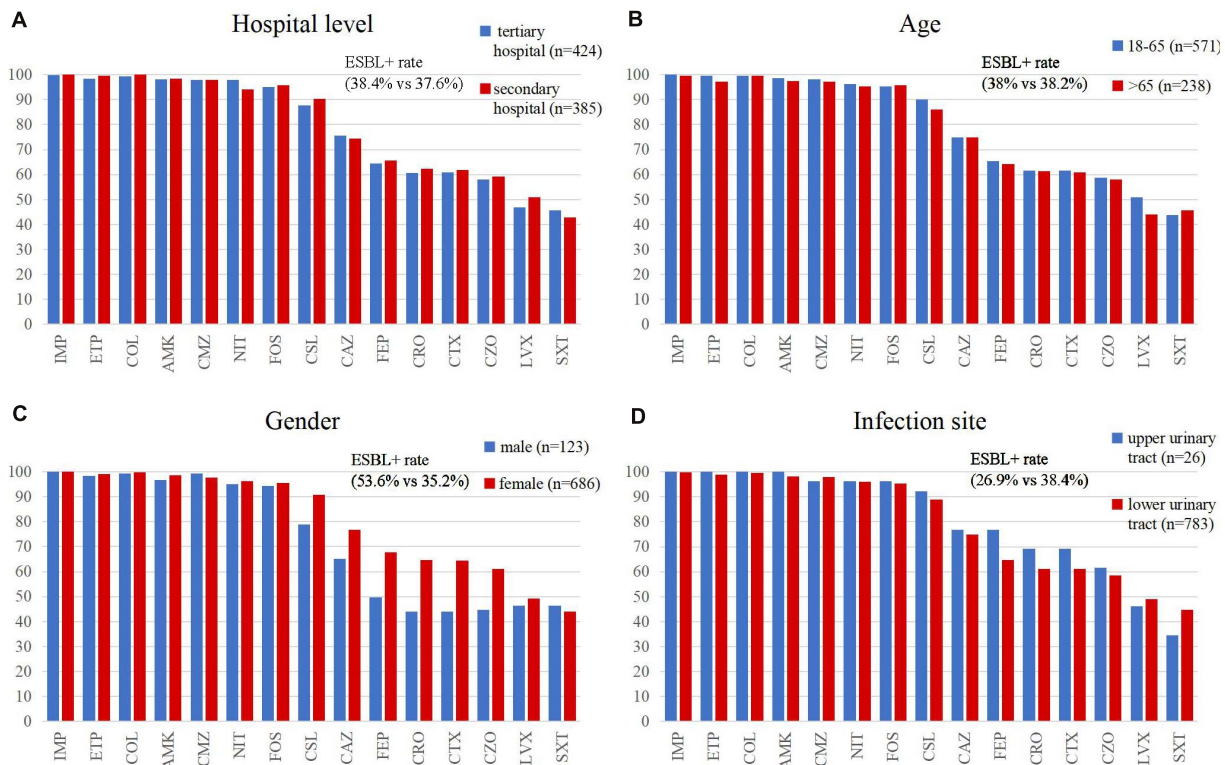 A
Hospital level
tertiary
hospital (n=424)
ESBL+ rate
(38.4% vs 37.6%)
secondary
hospital (n=385)
100
90
80
70
60
50
40
30
20
10
0
IMP
ETP
COL
AMK
CMZ
NIT
FOS
CSL
CAZ
FEP
CRO
CTX
CZO
LVX
SXT
B
Age
18-65 (n=571)
ESBL+ rate
(38% vs 38.2%)
>65 (n=238)
100
90
80
70
60
50
40
30
20
10
0
IMP
ETP
COL
AMK
CMZ
NIT
FOS
CSL
CAZ
FEP
CRO
CTX
CZO
LVX
SXT
C
Gender
male (n=123)
ESBL+ rate
(53.6% vs 35.2%)
female (n=686)
100
90
80
70
60
50
40
30
20
10
0
IMP
ETP
COL
AMK
CMZ
NIT
FOS
CSL
CAZ
FEP
CRO
CTX
CZO
LVX
SXT
D
Infection site
upper urinary
tract (n=26)
ESBL+ rate
(26.9% vs 38.4%)
lower urinary
tract (n=783)
100
90
80
70
60
50
40
30
20
10
0
IMP
ETP
COL
AMK
CMZ
NIT
FOS
CSL
CAZ
FEP
CRO
CTX
CZO
LVX
SXT